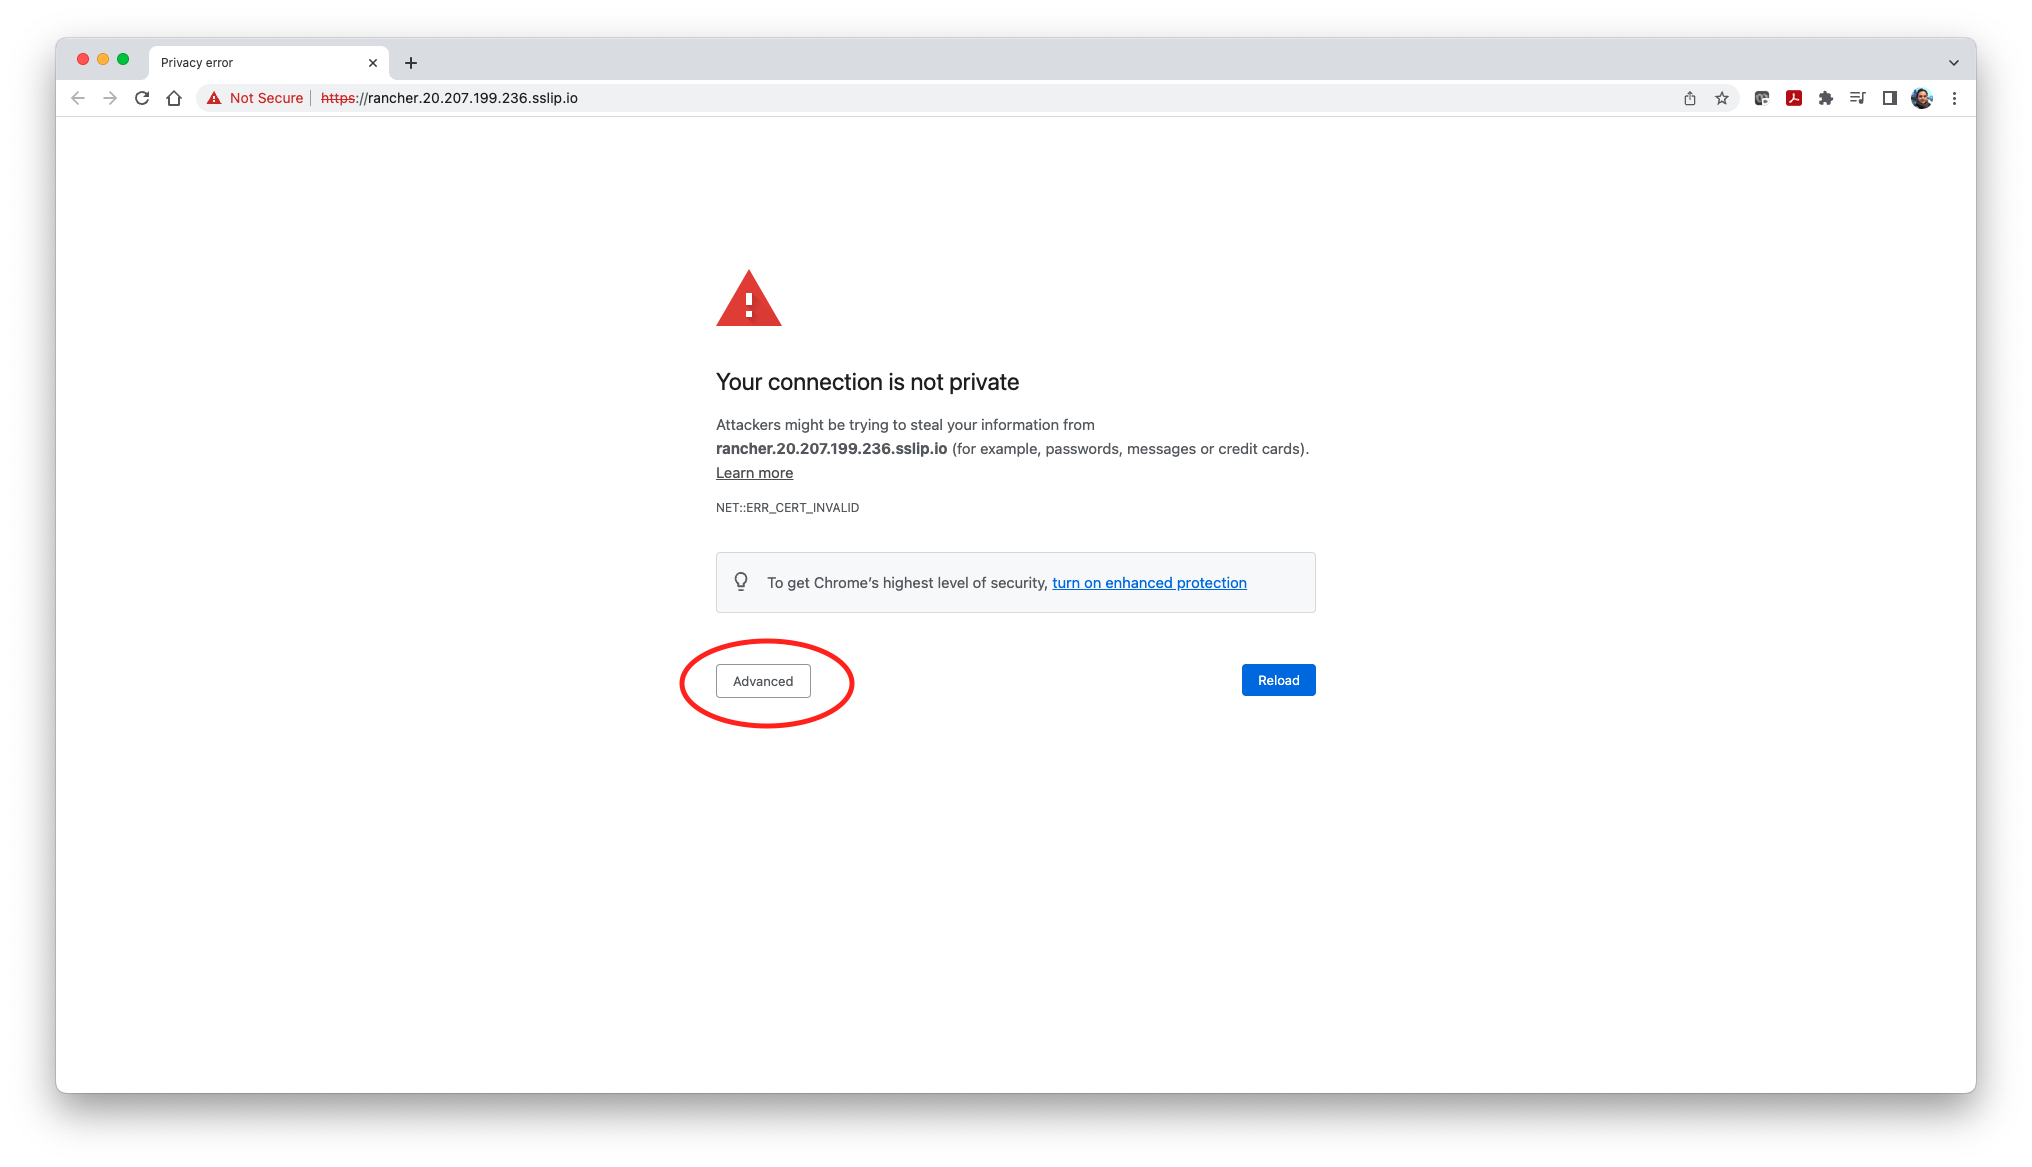 Privacy error
Not Secure https://rancher.20.207.199.236.sslip.io
Your connection is not private
Attackers might be trying to steal your information from
rancher.20.207.199.236.sslip.io (for example, passwords, messages or credit cards).
Learn more
NET::ERR_CERT_INVALID
To get Chrome’s highest level of security, turn on enhanced protection
Advanced
Reload